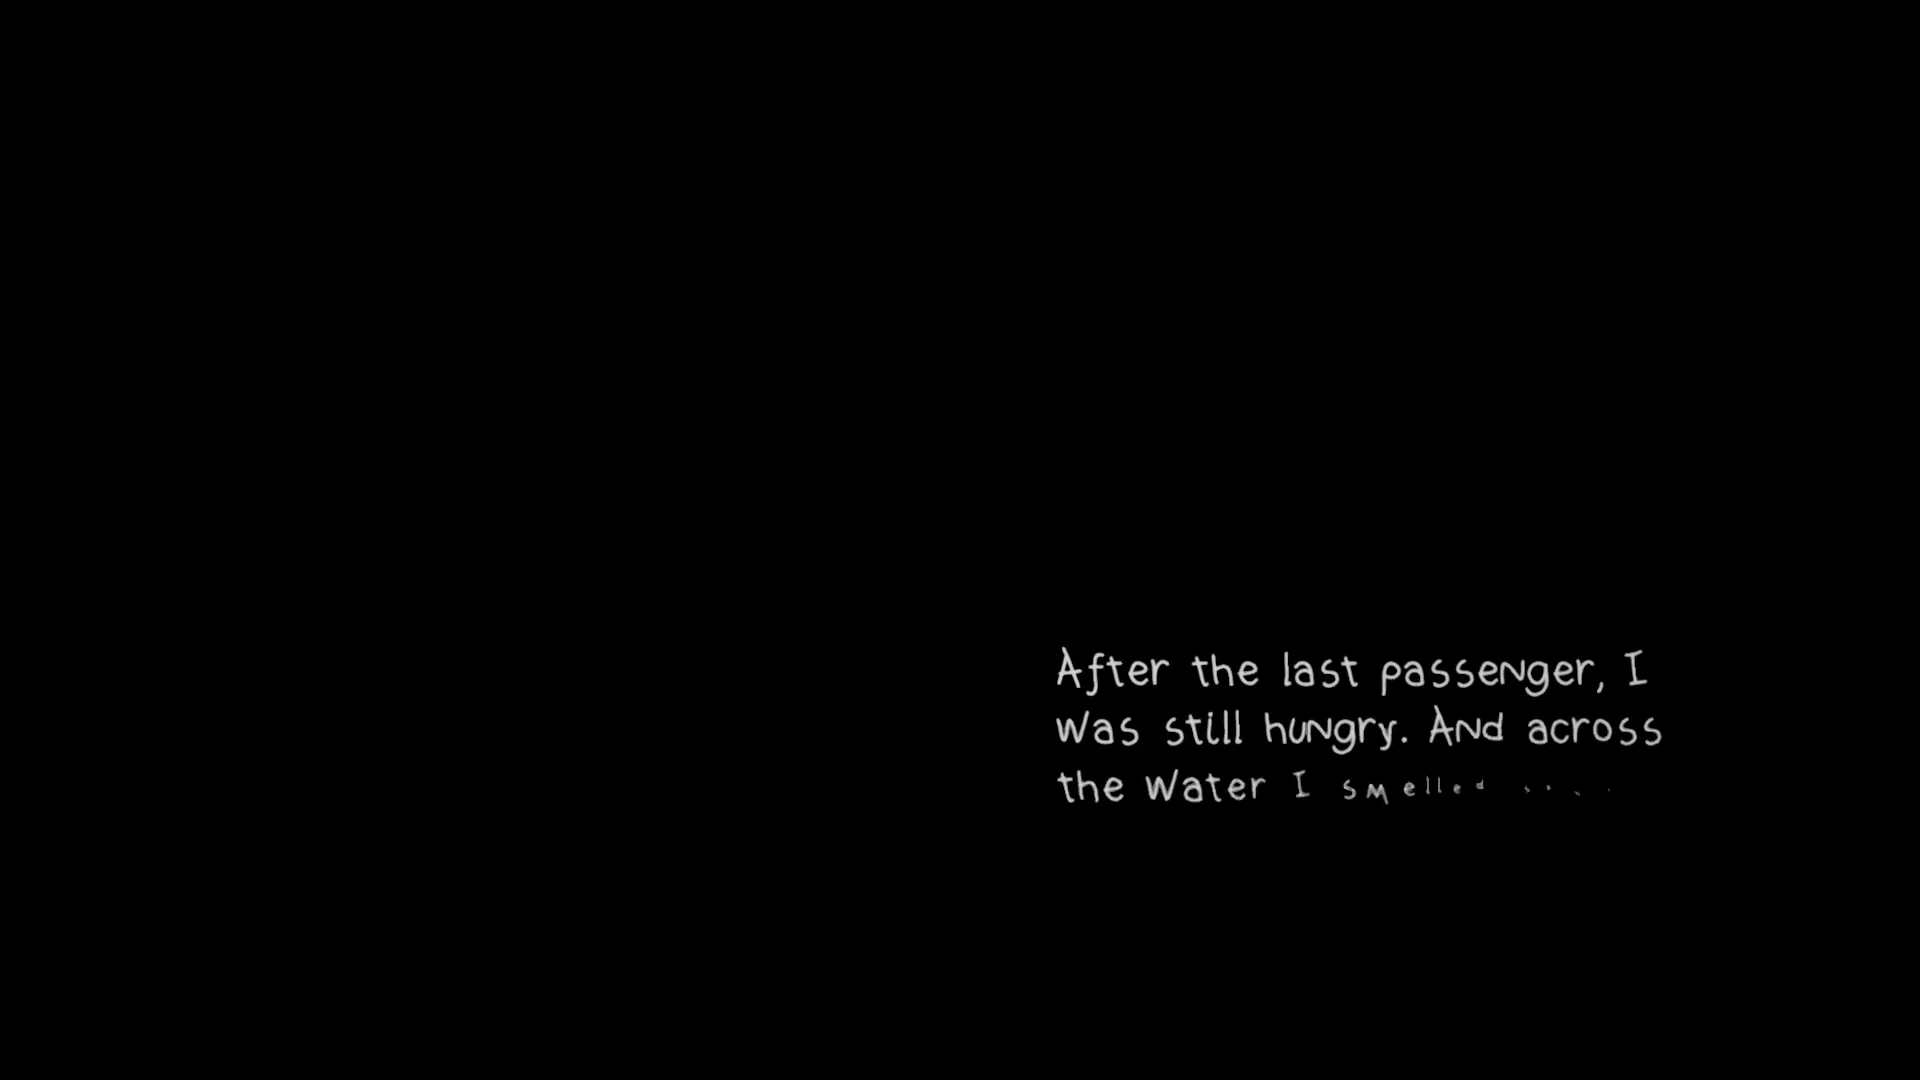 After the last passenger, I
was still hungry. And across
the water I smelled